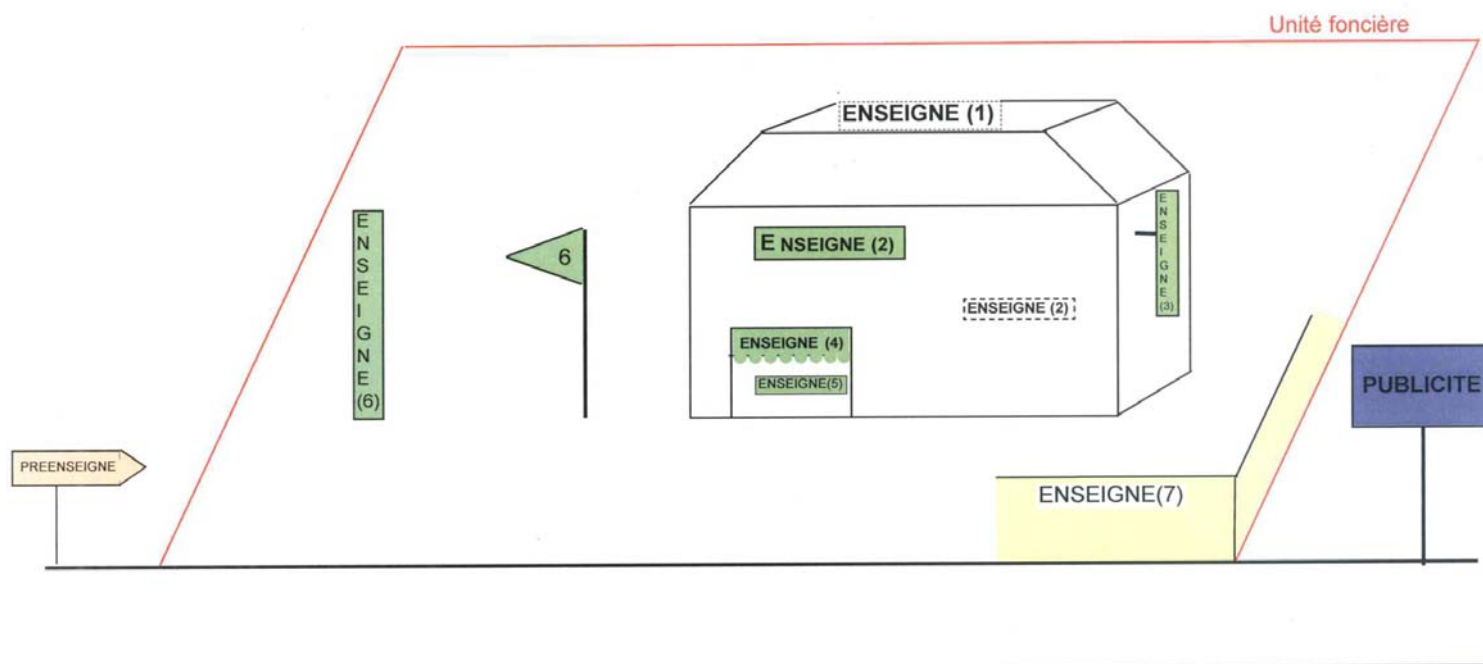 Unité foncière
ENSEIGNE (1)
ENSEIGNE (6)
6
E NSEIGNE (2)
ENSEIGNE (3)
ENSEIGNE (2)
ENSEIGNE (4)
ENSEIGNE(5)
PUBLICITE
PREENSEIGNE
ENSEIGNE(7)